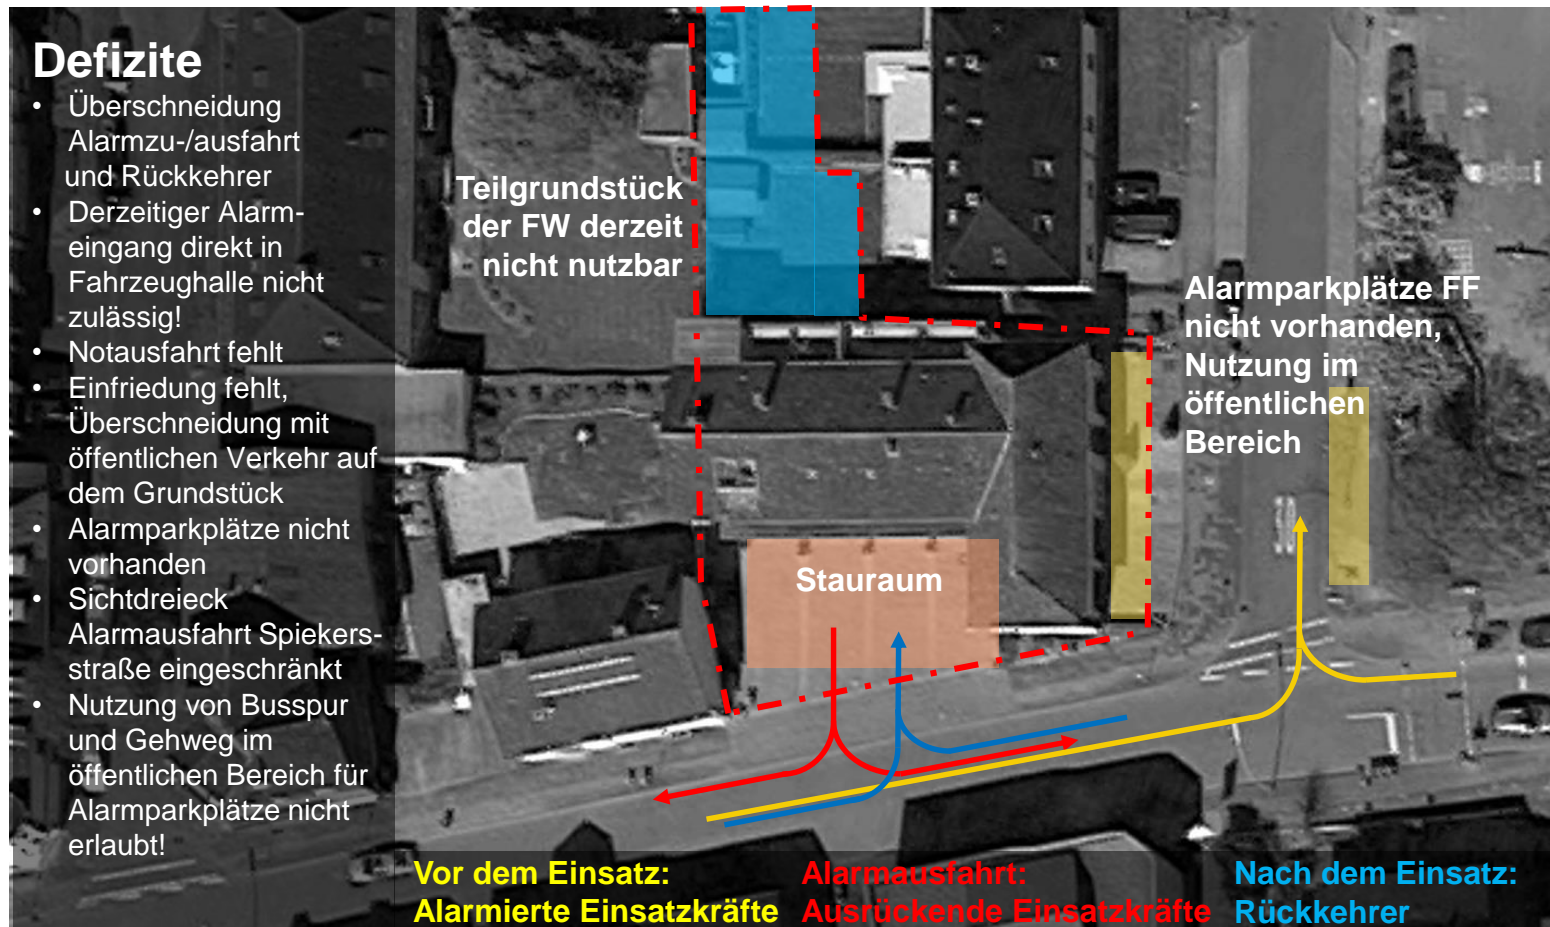 Defizite
• Überschneidung
Alarmzu-/ausfahrt
und Rückkehrer
• Derzeitiger Alarm-
eingang direkt in
Fahrzeughalle nicht
zulässig!
• Notausfahrt fehlt
• Einfriedung fehlt,
Überschneidung mit
öffentlichen Verkehr auf
dem Grundstück
• Alarmparkplätze nicht
vorhanden
• Sichtdreieck
Alarmausfahrt Spiekers-
straße eingeschränkt
• Nutzung von Busspur
und Gehweg im
öffentlichen Bereich für
Alarmparkplätze nicht
erlaubt!
Teilgrundstück
der FW derzeit
nicht nutzbar
Alarmparkplätze FF
nicht vorhanden,
Nutzung im
öffentlichen
Bereich
Stauraum
Vor dem Einsatz:
Alarmierte Einsatzkräfte
Alarmausfahrt:
Ausrückende Einsatzkräfte
Nach dem Einsatz:
Rückkehrer